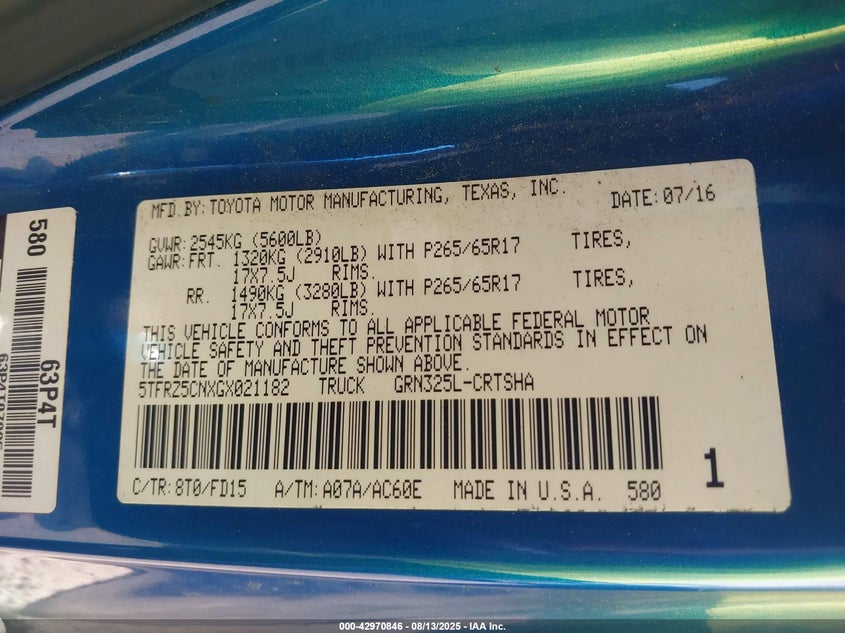 MFD.BY: TOYOTA MOTOR MANUFACTURING, TEXAS, INC. DATE: 07/16
GVWR: 2545KG (5600LB)
GAWR: FRT. 1320KG (2910LB) WITH P265/65R17 TIRES,
17X7.5J RIMS.
RR. 1490KG (3280LB) WITH P265/65R17 TIRES,
17X7.5J RIMS.
THIS VEHICLE CONFORMS TO ALL APPLICABLE FEDERAL MOTOR
VEHICLE SAFETY AND THEFT PREVENTION STANDARDS IN EFFECT ON
THE DATE OF MANUFACTURE SHOWN ABOVE.
5TFRZ5CNXGX021182 TRUCK GRN325L-CRTSHA
C/TR: 8T0/FD15 A/TM: A07A/AC60E MADE IN U.S.A. 580
1
580
63P4T
000-42970846 - 08/13/2025 - IAA Inc.